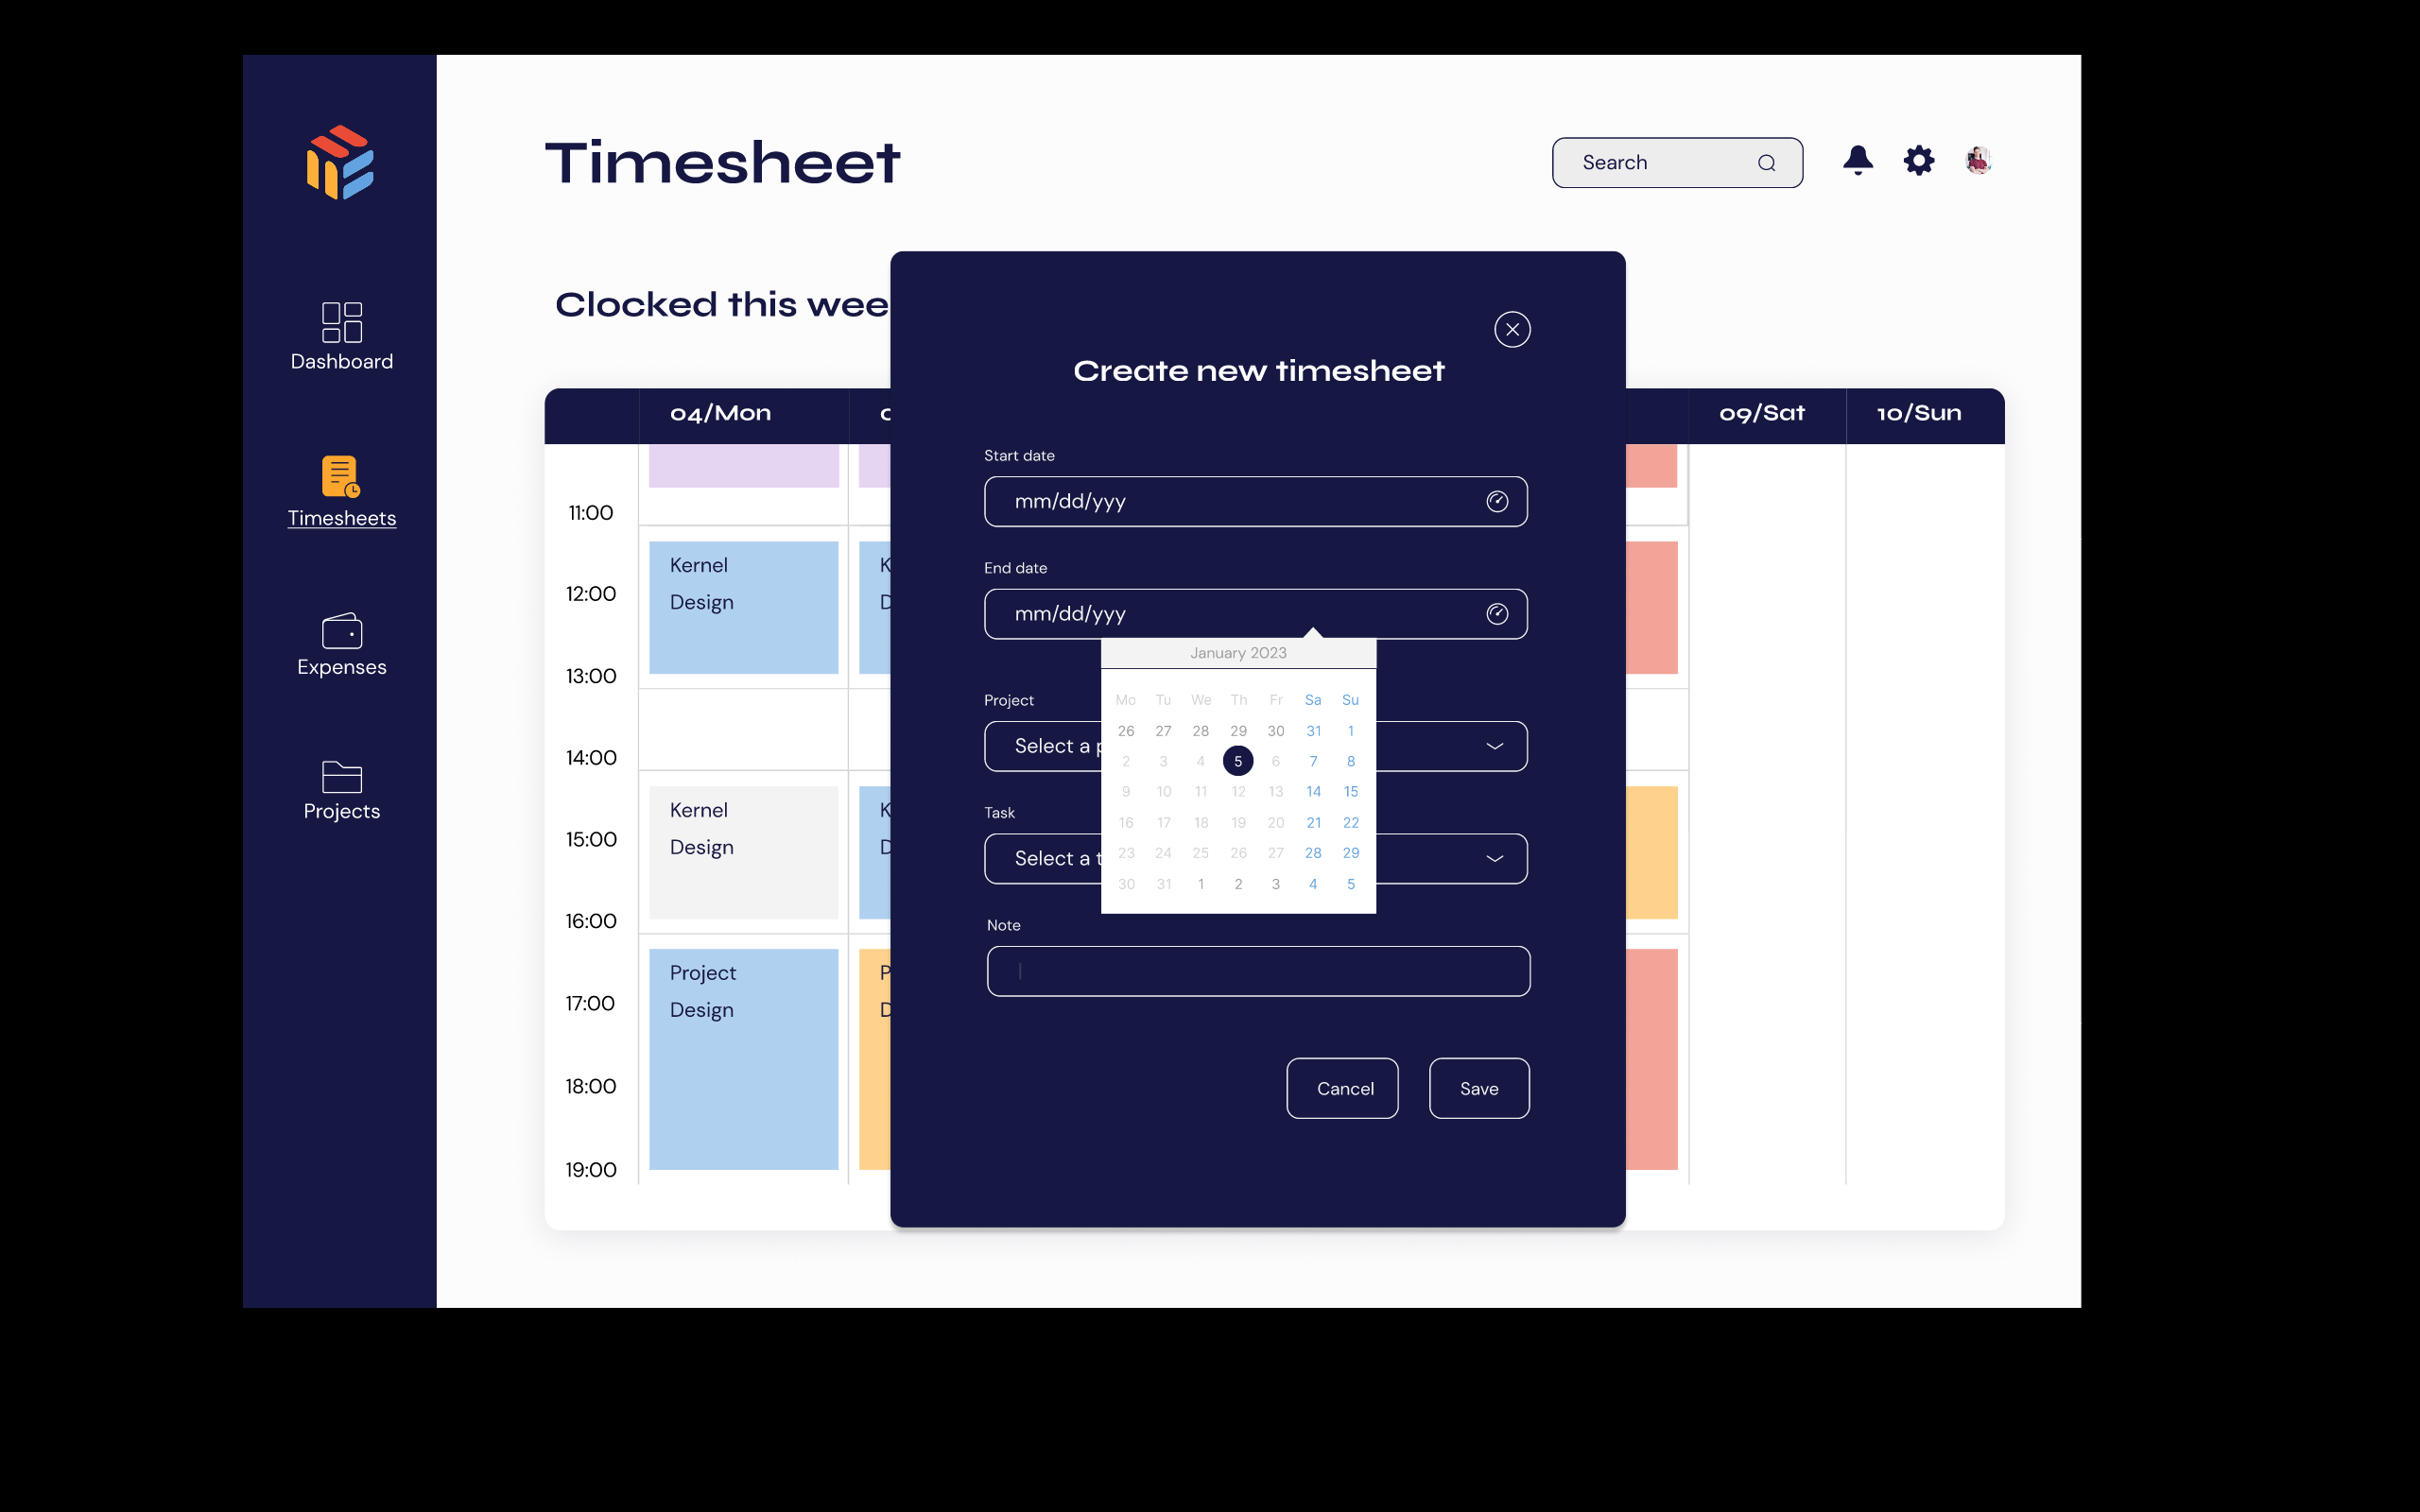 Timesheet
Search
Dashboard
Timesheets
Expenses
Projects
Clocked this wee
04/Mon
09/Sat
10/Sun
11:00
12:00
13:00
14:00
15:00
16:00
17:00
18:00
19:00
Kernel
Design
K
D
Kernel
Design
K
D
Project
Design
P
D
Create new timesheet
Start date
mm/dd/yyy
End date
mm/dd/yyy
January 2023
Mo Tu We Th Fr Sa Su
26 27 28 29 30 31 1
2 3 4 5 6 7 8
9 10 11 12 13 14 15
16 17 18 19 20 21 22
23 24 25 26 27 28 29
30 31 1 2 3 4 5
Project
Select a p
Task
Select a t
Note
Cancel
Save